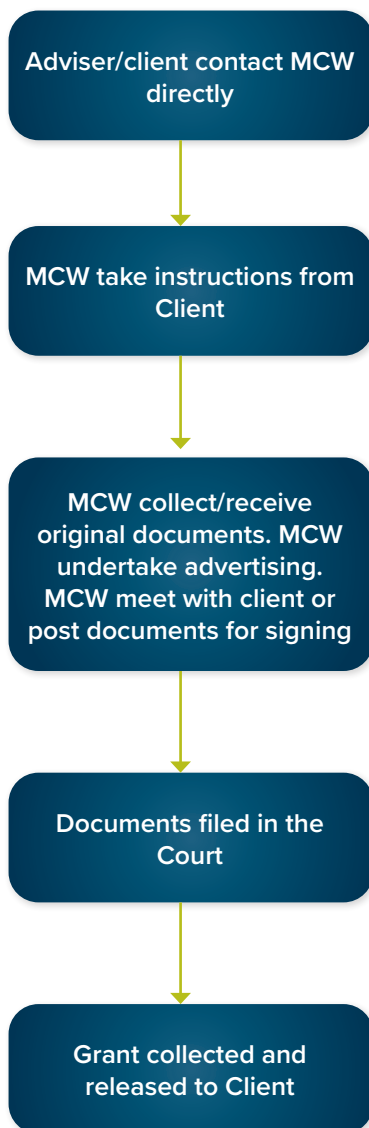 Adviser/client contact MCW
directly
MCW take instructions from
Client
MCW collect/receive
original documents. MCW
undertake advertising.
MCW meet with client or
post documents for signing
Documents filed in the
Court
Grant collected and
released to Client